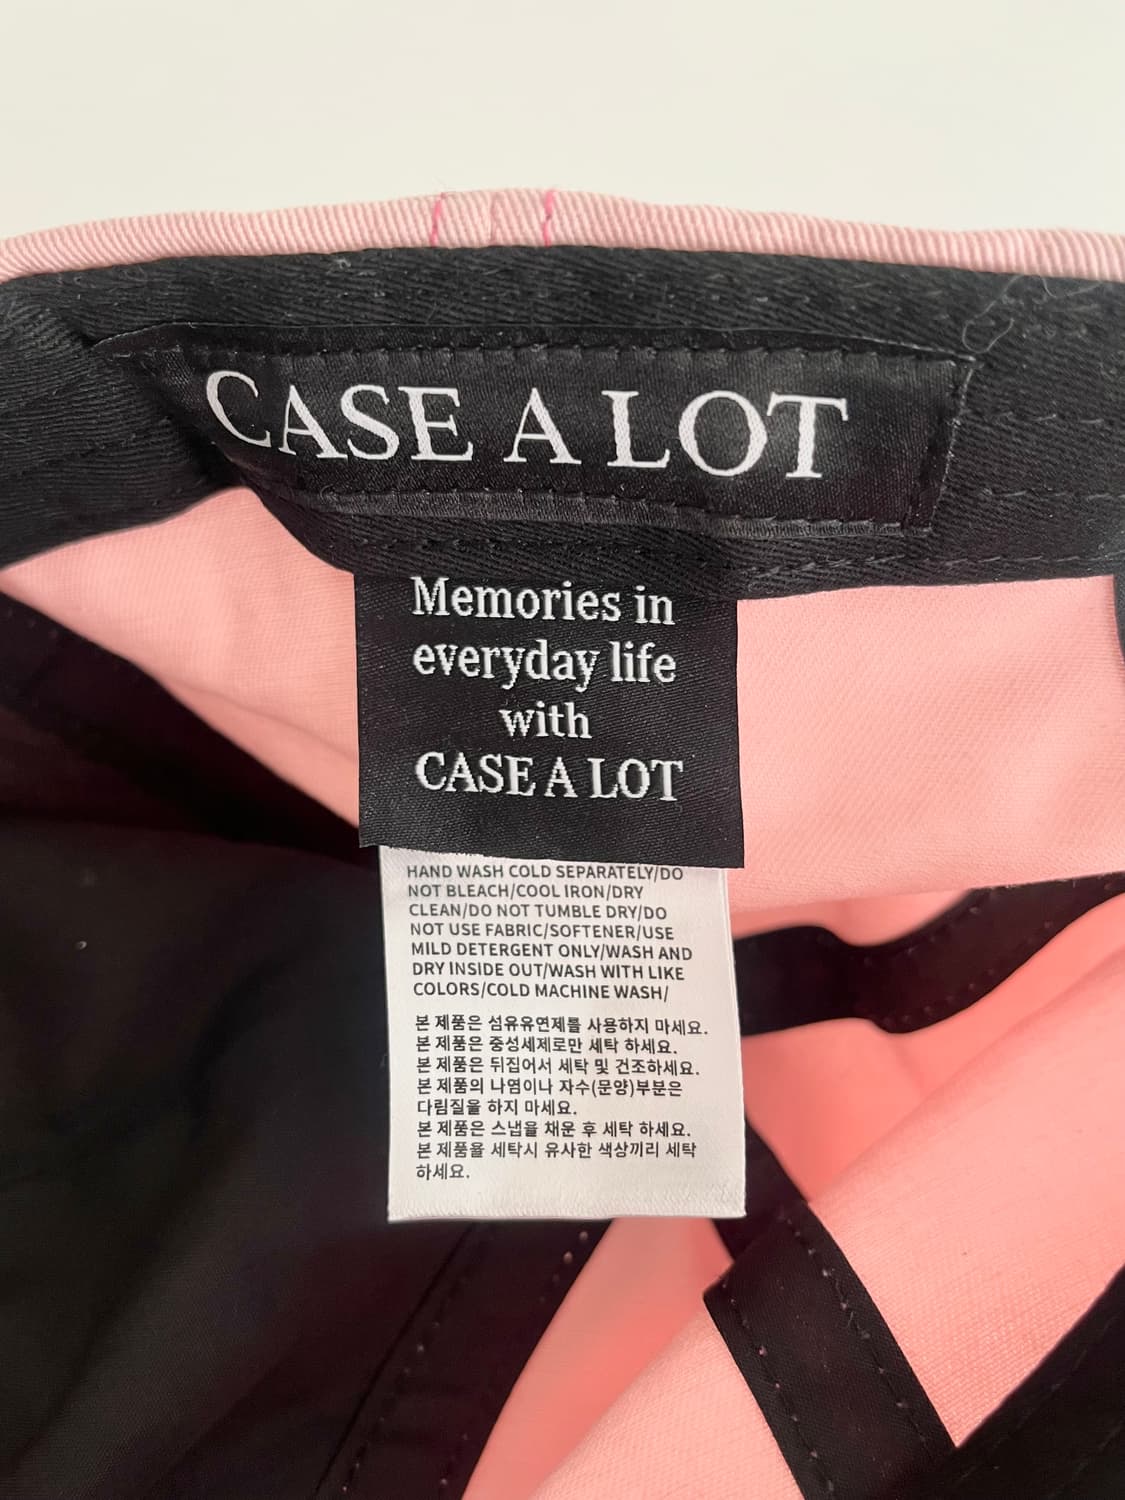 CASE A LOT
Memories in
everyday life
with
CASE A LOT
HAND WASH COLD SEPARATELY/DO
NOT BLEACH/COOL IRON/DRY
CLEAN/DO NOT TUMBLE DRY/DO
NOT USE FABRIC/SOFTENER/USE
MILD DETERGENT ONLY/WASH AND
DRY INSIDE OUT/WASH WITH LIKE
COLORS/COLD MACHINE WASH/
본 제품은 섬유유연제를 사용하지 마세요.
본 제품은 중성세제로만 세탁 하세요.
본 제품은 뒤집어서 세탁 및 건조하세요.
본 제품의 나염이나 자수(문양)부분은
다림질을 하지 마세요.
본 제품은 스냅을 채운 후 세탁 하세요.
본 제품을 세탁시 유사한 색상끼리 세탁
하세요.